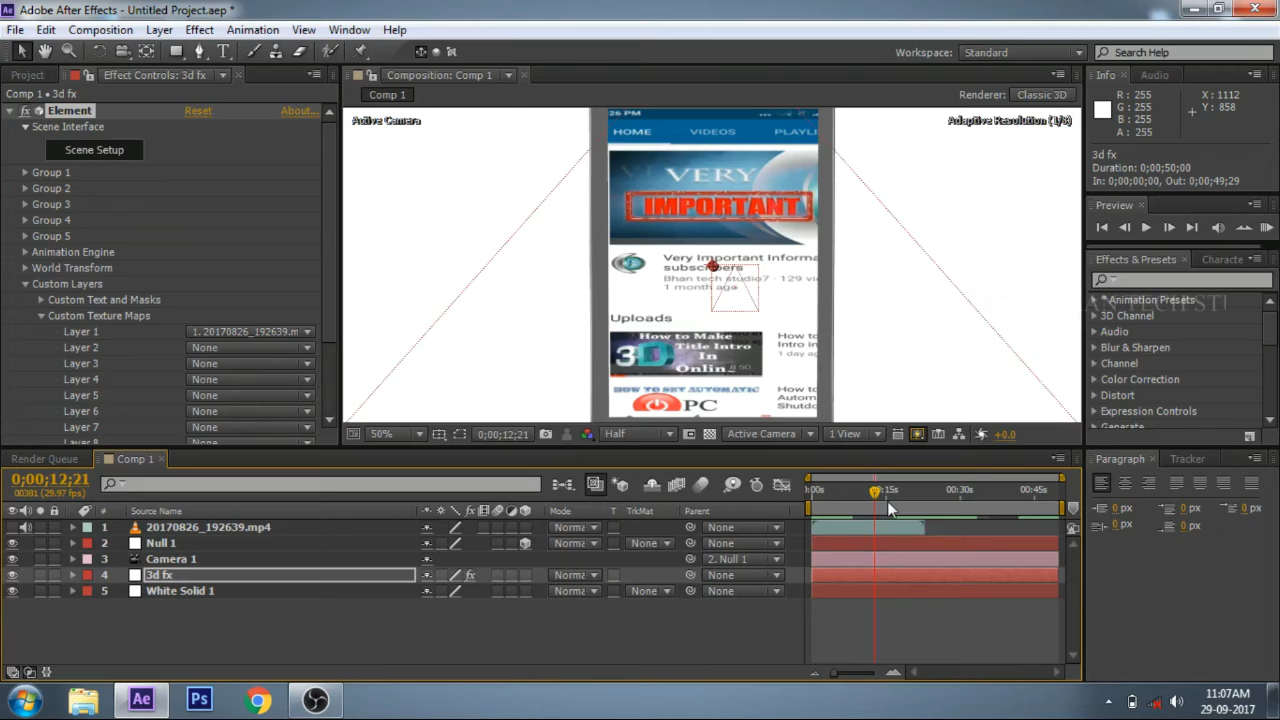 Adobe After Effects - Untitled Project.aep *
File Edit Composition Layer Effect Animation View Window Help
Workspace: Standard Search Help
Project Effect Controls: 3d fx Composition: Comp 1 Info Audio
Comp 1 • 3d fx
fx Element Reset About...
Scene Interface
Scene Setup
Group 1
Group 2
Group 3
Group 4
Group 5
Animation Engine
World Transform
Custom Layers
Custom Text and Masks
Custom Texture Maps
Layer 1 1. 20170826_192639.m
Layer 2 None
Layer 3 None
Layer 4 None
Layer 5 None
Layer 6 None
Layer 7 None
Layer 8
Comp 1 Renderer: Classic 3D
Active Camera Adaptive Resolution (1/8)
26 PM
HOME VIDEOS PLAYLI
VERY
IMPORTANT
Very Important Informa
subscribers
Bhan tech studio7 · 129 vi
1 month ago
Uploads
How to Make
Title Intro
In
Online
3D
8:50
How to
Intro in
1 day ag
HOW TO SET AUTOMATIC
PC
How to
Autom
Shutdo
50% 0;00;12;21 Half Active Camera 1 View +0.0
R: 255 X: 1112
G: 255 Y: 858
B: 255
A: 255
3d fx
Duration: 0;00;50;00
In: 0;00;00;00, Out: 0;00;49;29
Preview
Effects & Presets Characte
* Animation Presets
3D Channel
Audio
Blur & Sharpen
Channel
Color Correction
Distort
Expression Controls
Generate
Render Queue Comp 1
0;00;12;21
00381 (29.97 fps)
:00s 15s 00:30s 00:45s
# Source Name Mode T TrkMat Parent
1 20170826_192639.mp4 Norma None
2 Null 1 Norma None None
3 Camera 1 2. Null 1
4 3d fx fx Norma None
5 White Solid 1 Norma None None
Paragraph Tracker
0 px 0 px 0 px
0 px 0 px
Ae Ps
11:07AM
29-09-2017